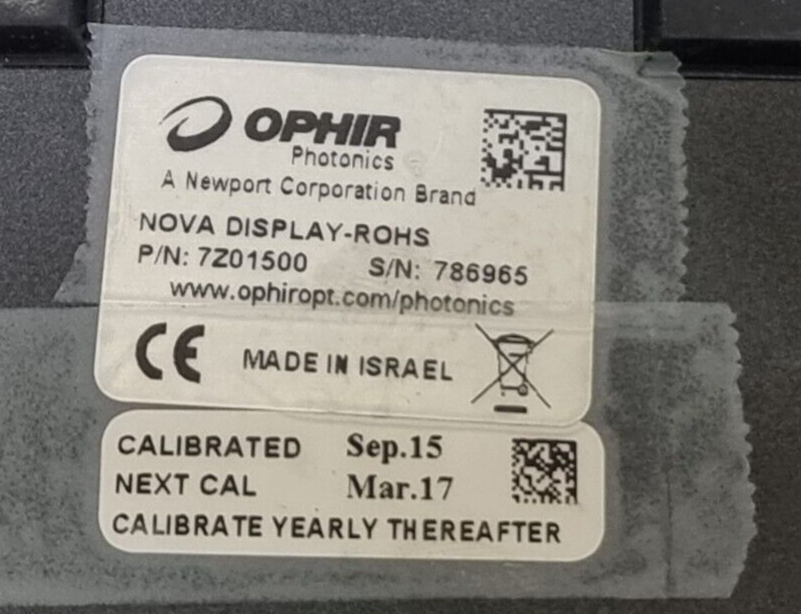 OPHIR
Photonics
A Newport Corporation Brand
NOVA DISPLAY-ROHS
P/N: 7Z01500 S/N: 786965
www.ophiropt.com/photonics
CE MADE IN ISRAEL
CALIBRATED Sep.15
NEXT CAL Mar.17
CALIBRATE YEARLY THEREAFTER